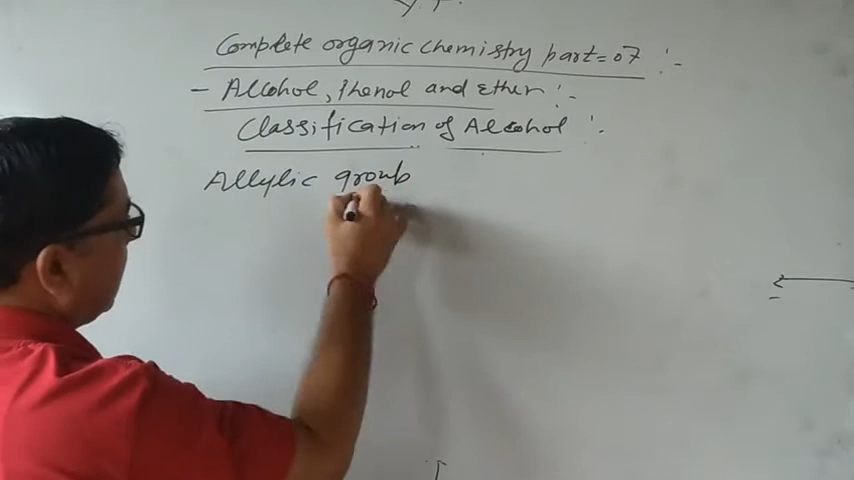 Complete organic chemistry part=07 :-
- Alcohol, Phenol and Ether :-
Classification of Alcohol :
Allylic group